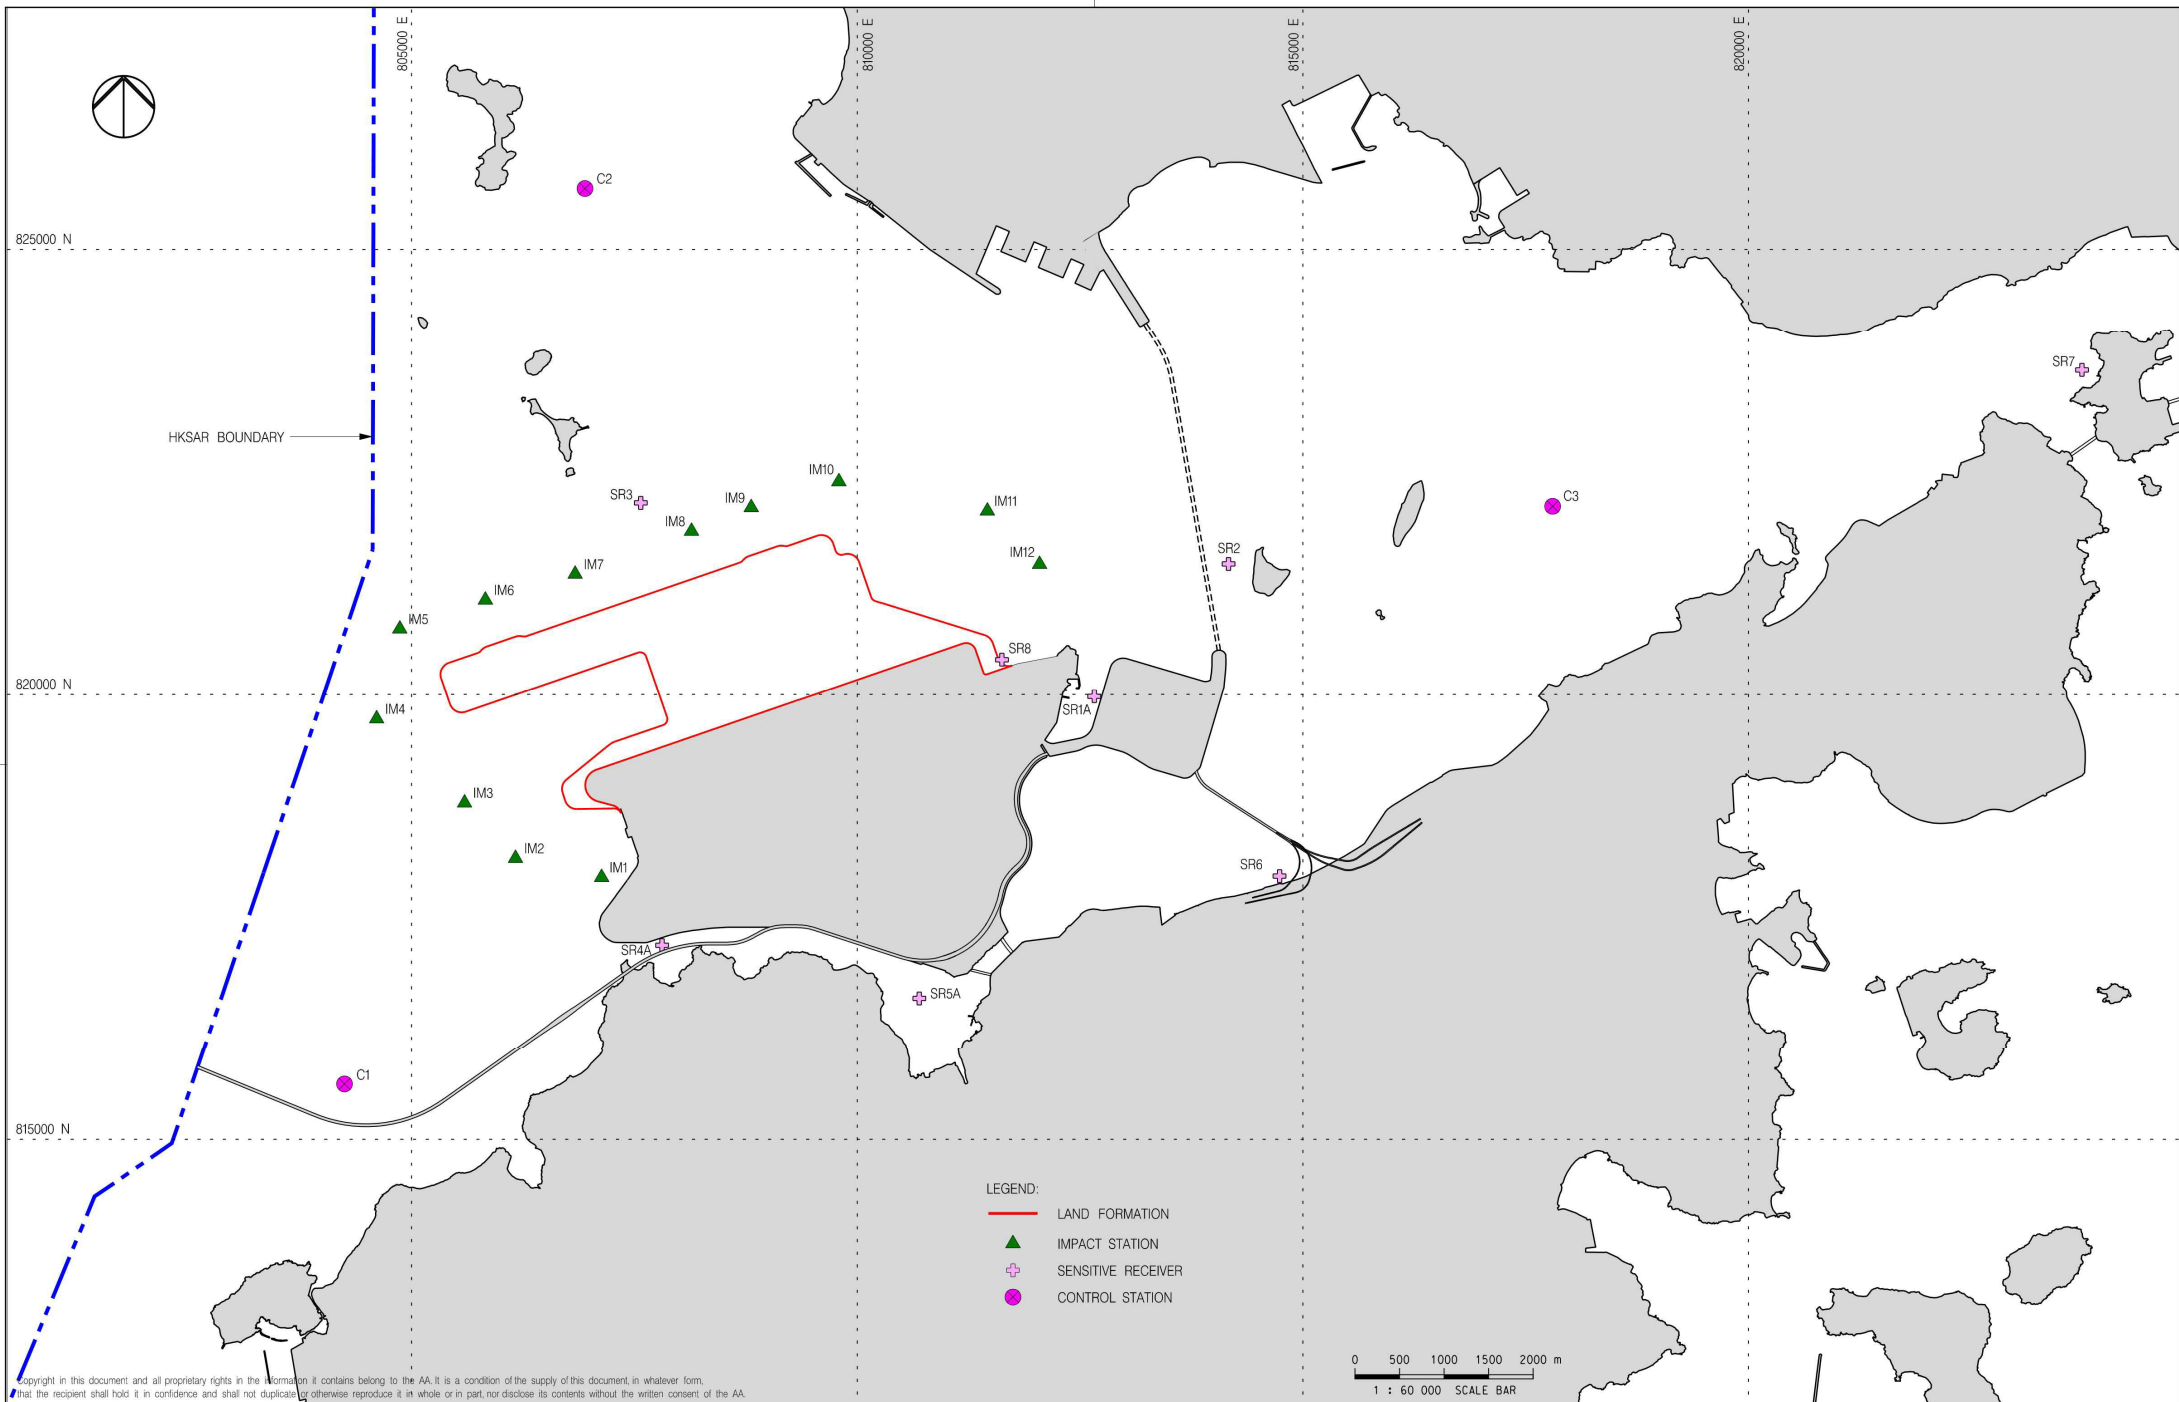 805000 E
810000 E
815000 E
820000 E
C2
825000 N
SR7
HKSAR BOUNDARY
IM10
SR3
IM9
C3
IM11
IM8
SR2
IM12
IM7
IM6
IM5
SR8
820000 N
SR1A
IM4
IM3
IM2
SR6
IM1
SR4A
SR5A
C1
815000 N
LEGEND:
LAND FORMATION
IMPACT STATION
SENSITIVE RECEIVER
CONTROL STATION
0 500 1000 1500 2000 m
1 : 60 000 SCALE BAR
Copyright in this document and all proprietary rights in the information it contains belong to the AA. It is a condition of the supply of this document, in whatever form,
that the recipient shall hold it in confidence and shall not duplicate or otherwise reproduce it in whole or in part, nor disclose its contents without the written consent of the AA.